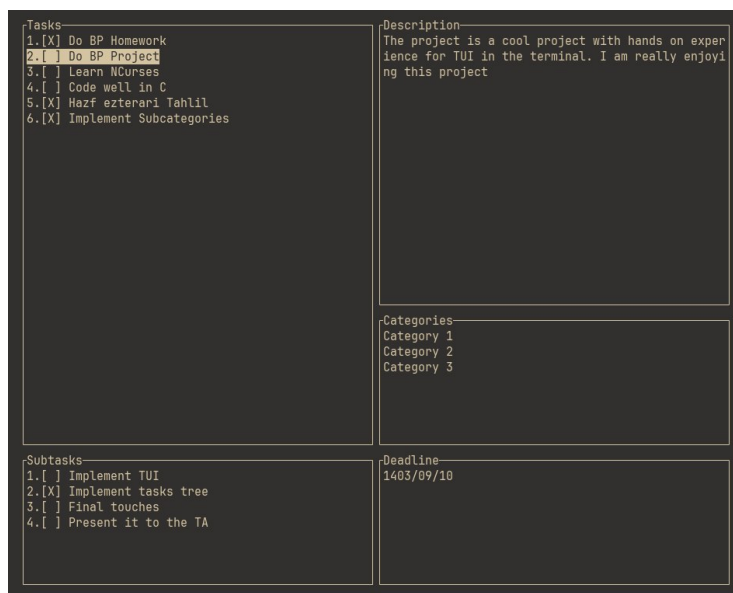 Tasks
1.[X] Do BP Homework
2.[ ] Do BP Project
3.[ ] Learn NCurses
4.[ ] Code well in C
5.[X] Hazf ezterari Tahlil
6.[X] Implement Subcategories
Description
The project is a cool project with hands on exper
ience for TUI in the terminal. I am really enjoyi
ng this project
Categories
Category 1
Category 2
Category 3
Subtasks
1.[ ] Implement TUI
2.[X] Implement tasks tree
3.[ ] Final touches
4.[ ] Present it to the TA
Deadline
1403/09/10